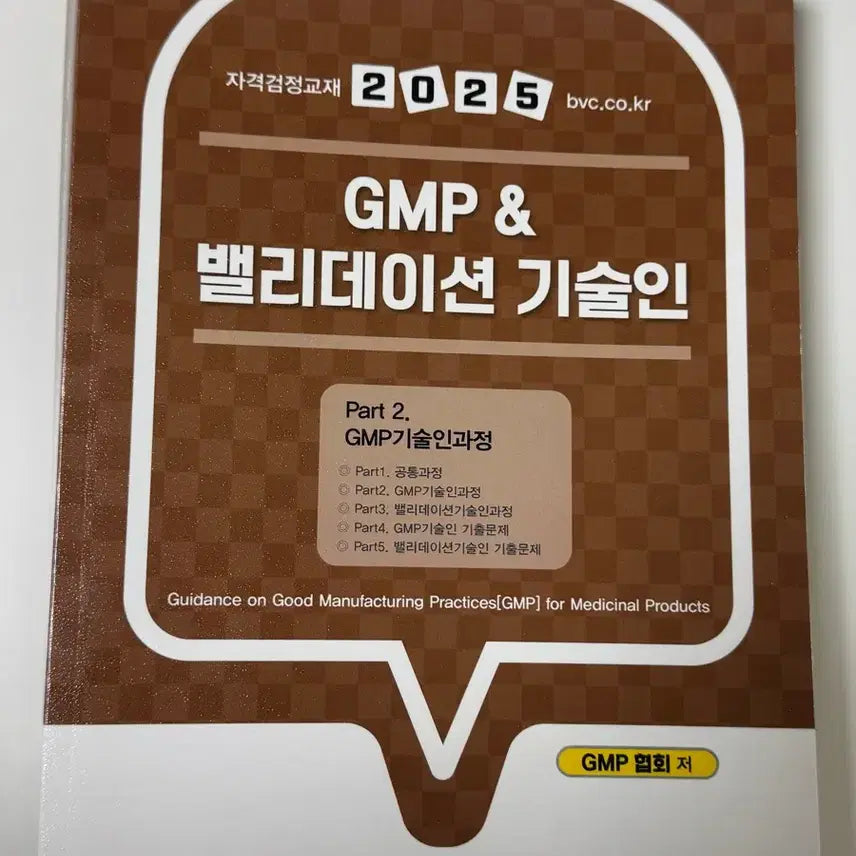 자격검정교재 2025 bvc.co.kr
GMP &
밸리데이션 기술인
Part 2.
GMP기술인과정
◎ Part1. 공통과정
◎ Part2. GMP기술인과정
◎ Part3. 밸리데이션기술인과정
◎ Part4. GMP기술인 기출문제
◎ Part5. 밸리데이션기술인 기출문제
Guidance on Good Manufacturing Practices[GMP] for Medicinal Products
GMP 협회 저